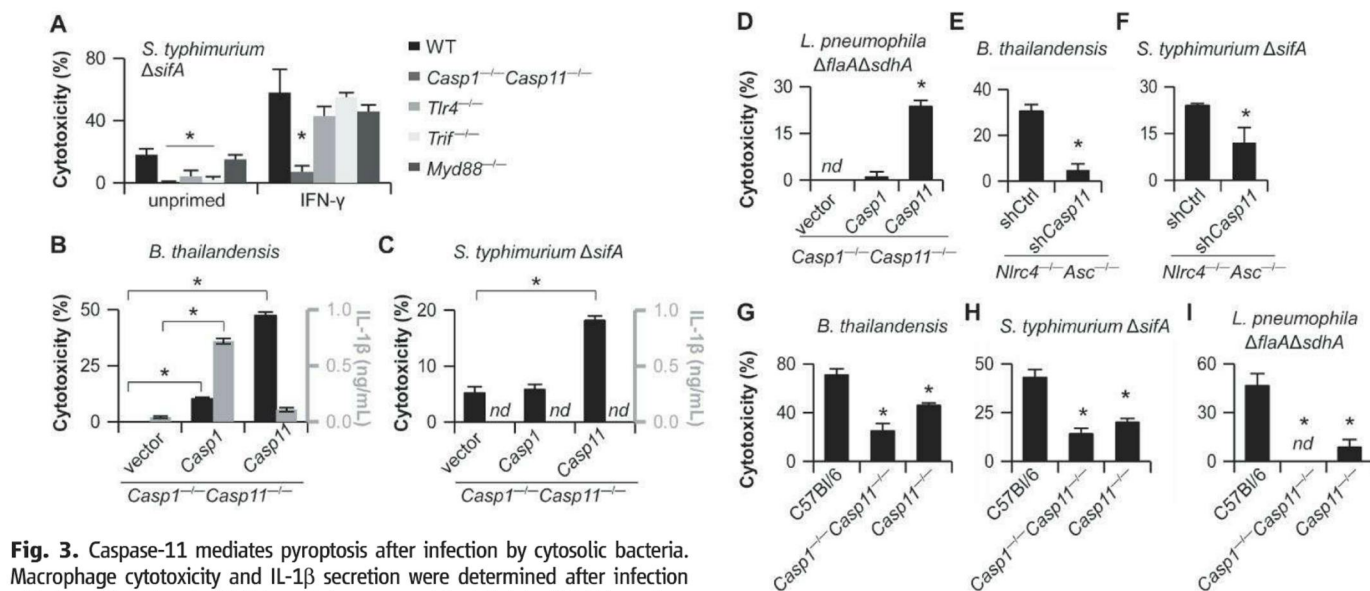 A
S. typhimurium
ΔsifA
Cytotoxicity (%)
80
40
0
*
*
unprimed
IFN-γ
WT
Casp1–/–Casp11–/–
Tlr4–/–
Trif–/–
Myd88–/–
B
B. thailandensis
Cytotoxicity (%)
50
25
0
*
*
*
1.0
0.5
0.0
IL-1β (ng/mL)
vector
Casp1
Casp11
Casp1–/–Casp11–/–
C
S. typhimurium ΔsifA
Cytotoxicity (%)
20
10
0
*
nd
nd
nd
1.0
0.5
0.0
IL-1β (ng/mL)
vector
Casp1
Casp11
Casp1–/–Casp11–/–
D
L. pneumophila
ΔflaAΔsdhA
Cytotoxicity (%)
30
15
0
nd
*
vector
Casp1
Casp11
Casp1–/–Casp11–/–
E
B. thailandensis
40
20
0
*
shCtrl
shCasp11
Nlrc4–/–Asc–/–
F
S. typhimurium ΔsifA
30
15
0
*
shCtrl
shCasp11
Nlrc4–/–Asc–/–
G
B. thailandensis
Cytotoxicity (%)
80
40
0
*
*
C57Bl/6
Casp1–/–Casp11–/–
Casp11–/–
H
S. typhimurium ΔsifA
50
25
0
*
*
C57Bl/6
Casp1–/–Casp11–/–
Casp11–/–
I
L. pneumophila
ΔflaAΔsdhA
60
30
0
*
nd
*
C57Bl/6
Casp1–/–Casp11–/–
Casp11–/–
Fig. 3. Caspase-11 mediates pyroptosis after infection by cytosolic bacteria.
Macrophage cytotoxicity and IL-1β secretion were determined after infection